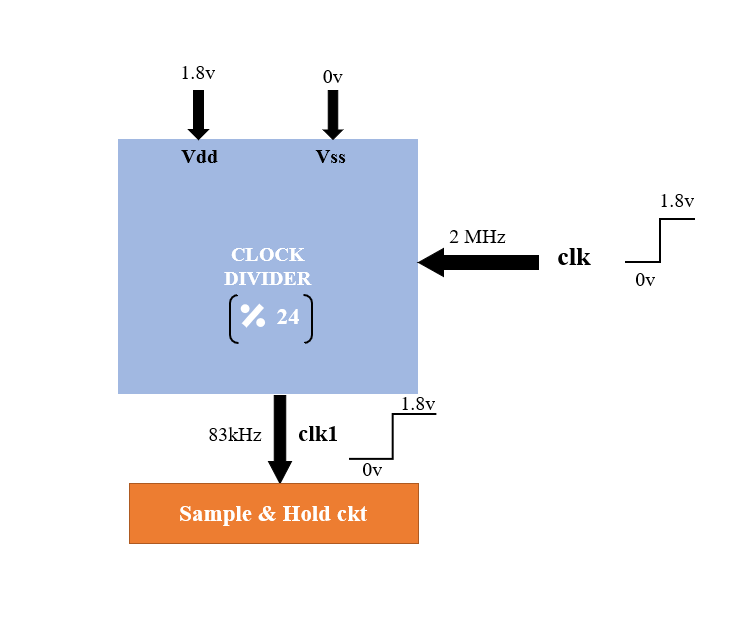 1.8v
0v
Vdd
Vss
1.8v
2 MHz
clk
0v
CLOCK
DIVIDER
% 24
1.8v
83kHz
clk1
0v
Sample & Hold ckt